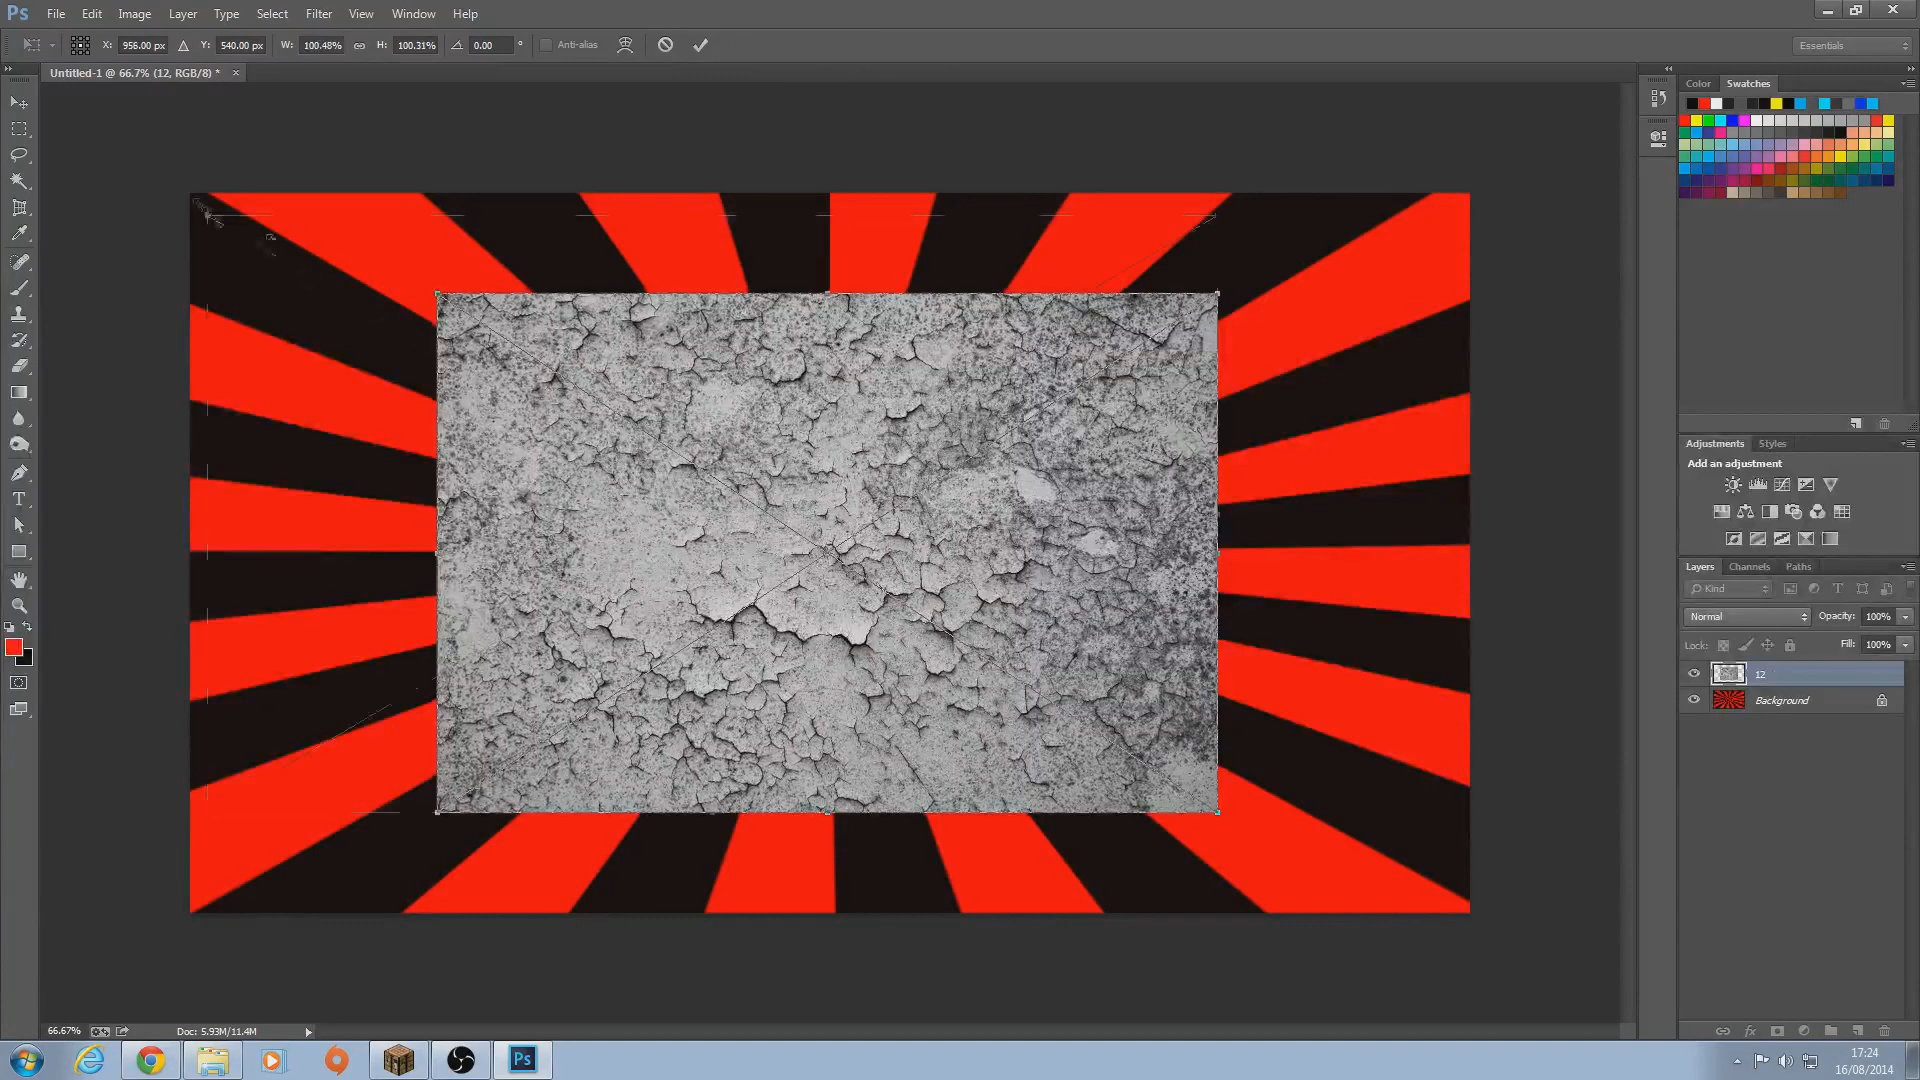 Ps File Edit Image Layer Type Select Filter View Window Help
X: 956.00 px Y: 540.00 px W: 100.48% H: 100.31% 0.00 ° Anti-alias Essentials
Untitled-1 @ 66.7% (12, RGB/8) *
Color Swatches
Adjustments Styles
Add an adjustment
Layers Channels Paths
Kind
Normal Opacity: 100%
Lock: Fill: 100%
12
Background
66.67% Doc: 5.93M/11.4M
Ps
17:24
16/08/2014